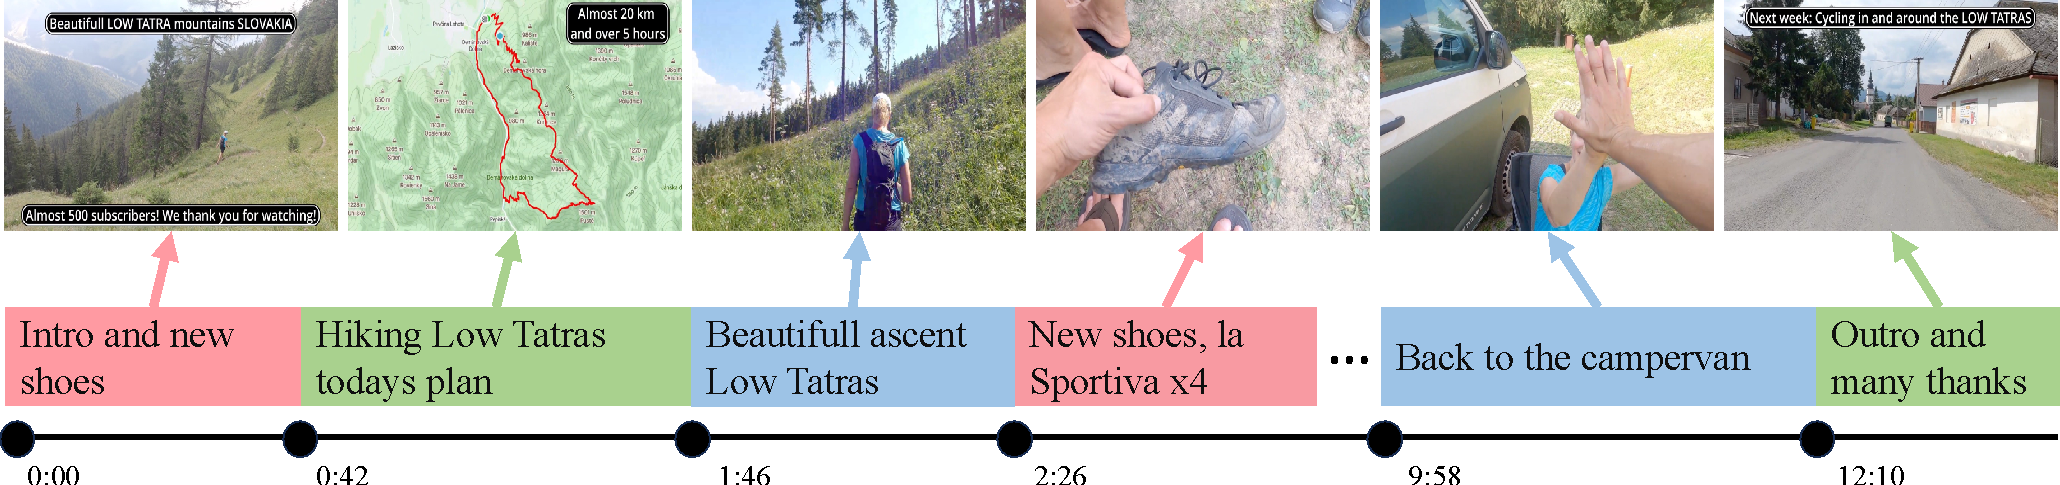 Beautifull LOW TATRA mountains SLOVAKIA
Almost 500 subscribers! We thank you for watching!
Almost 20 km
and over 5 hours
Next week: Cycling in and around the LOW TATRAS
Intro and new
shoes
Hiking Low Tatras
todays plan
Beautifull ascent
Low Tatras
New shoes, la
Sportiva x4
...
Back to the campervan
Outro and
many thanks
0:00
0:42
1:46
2:26
9:58
12:10